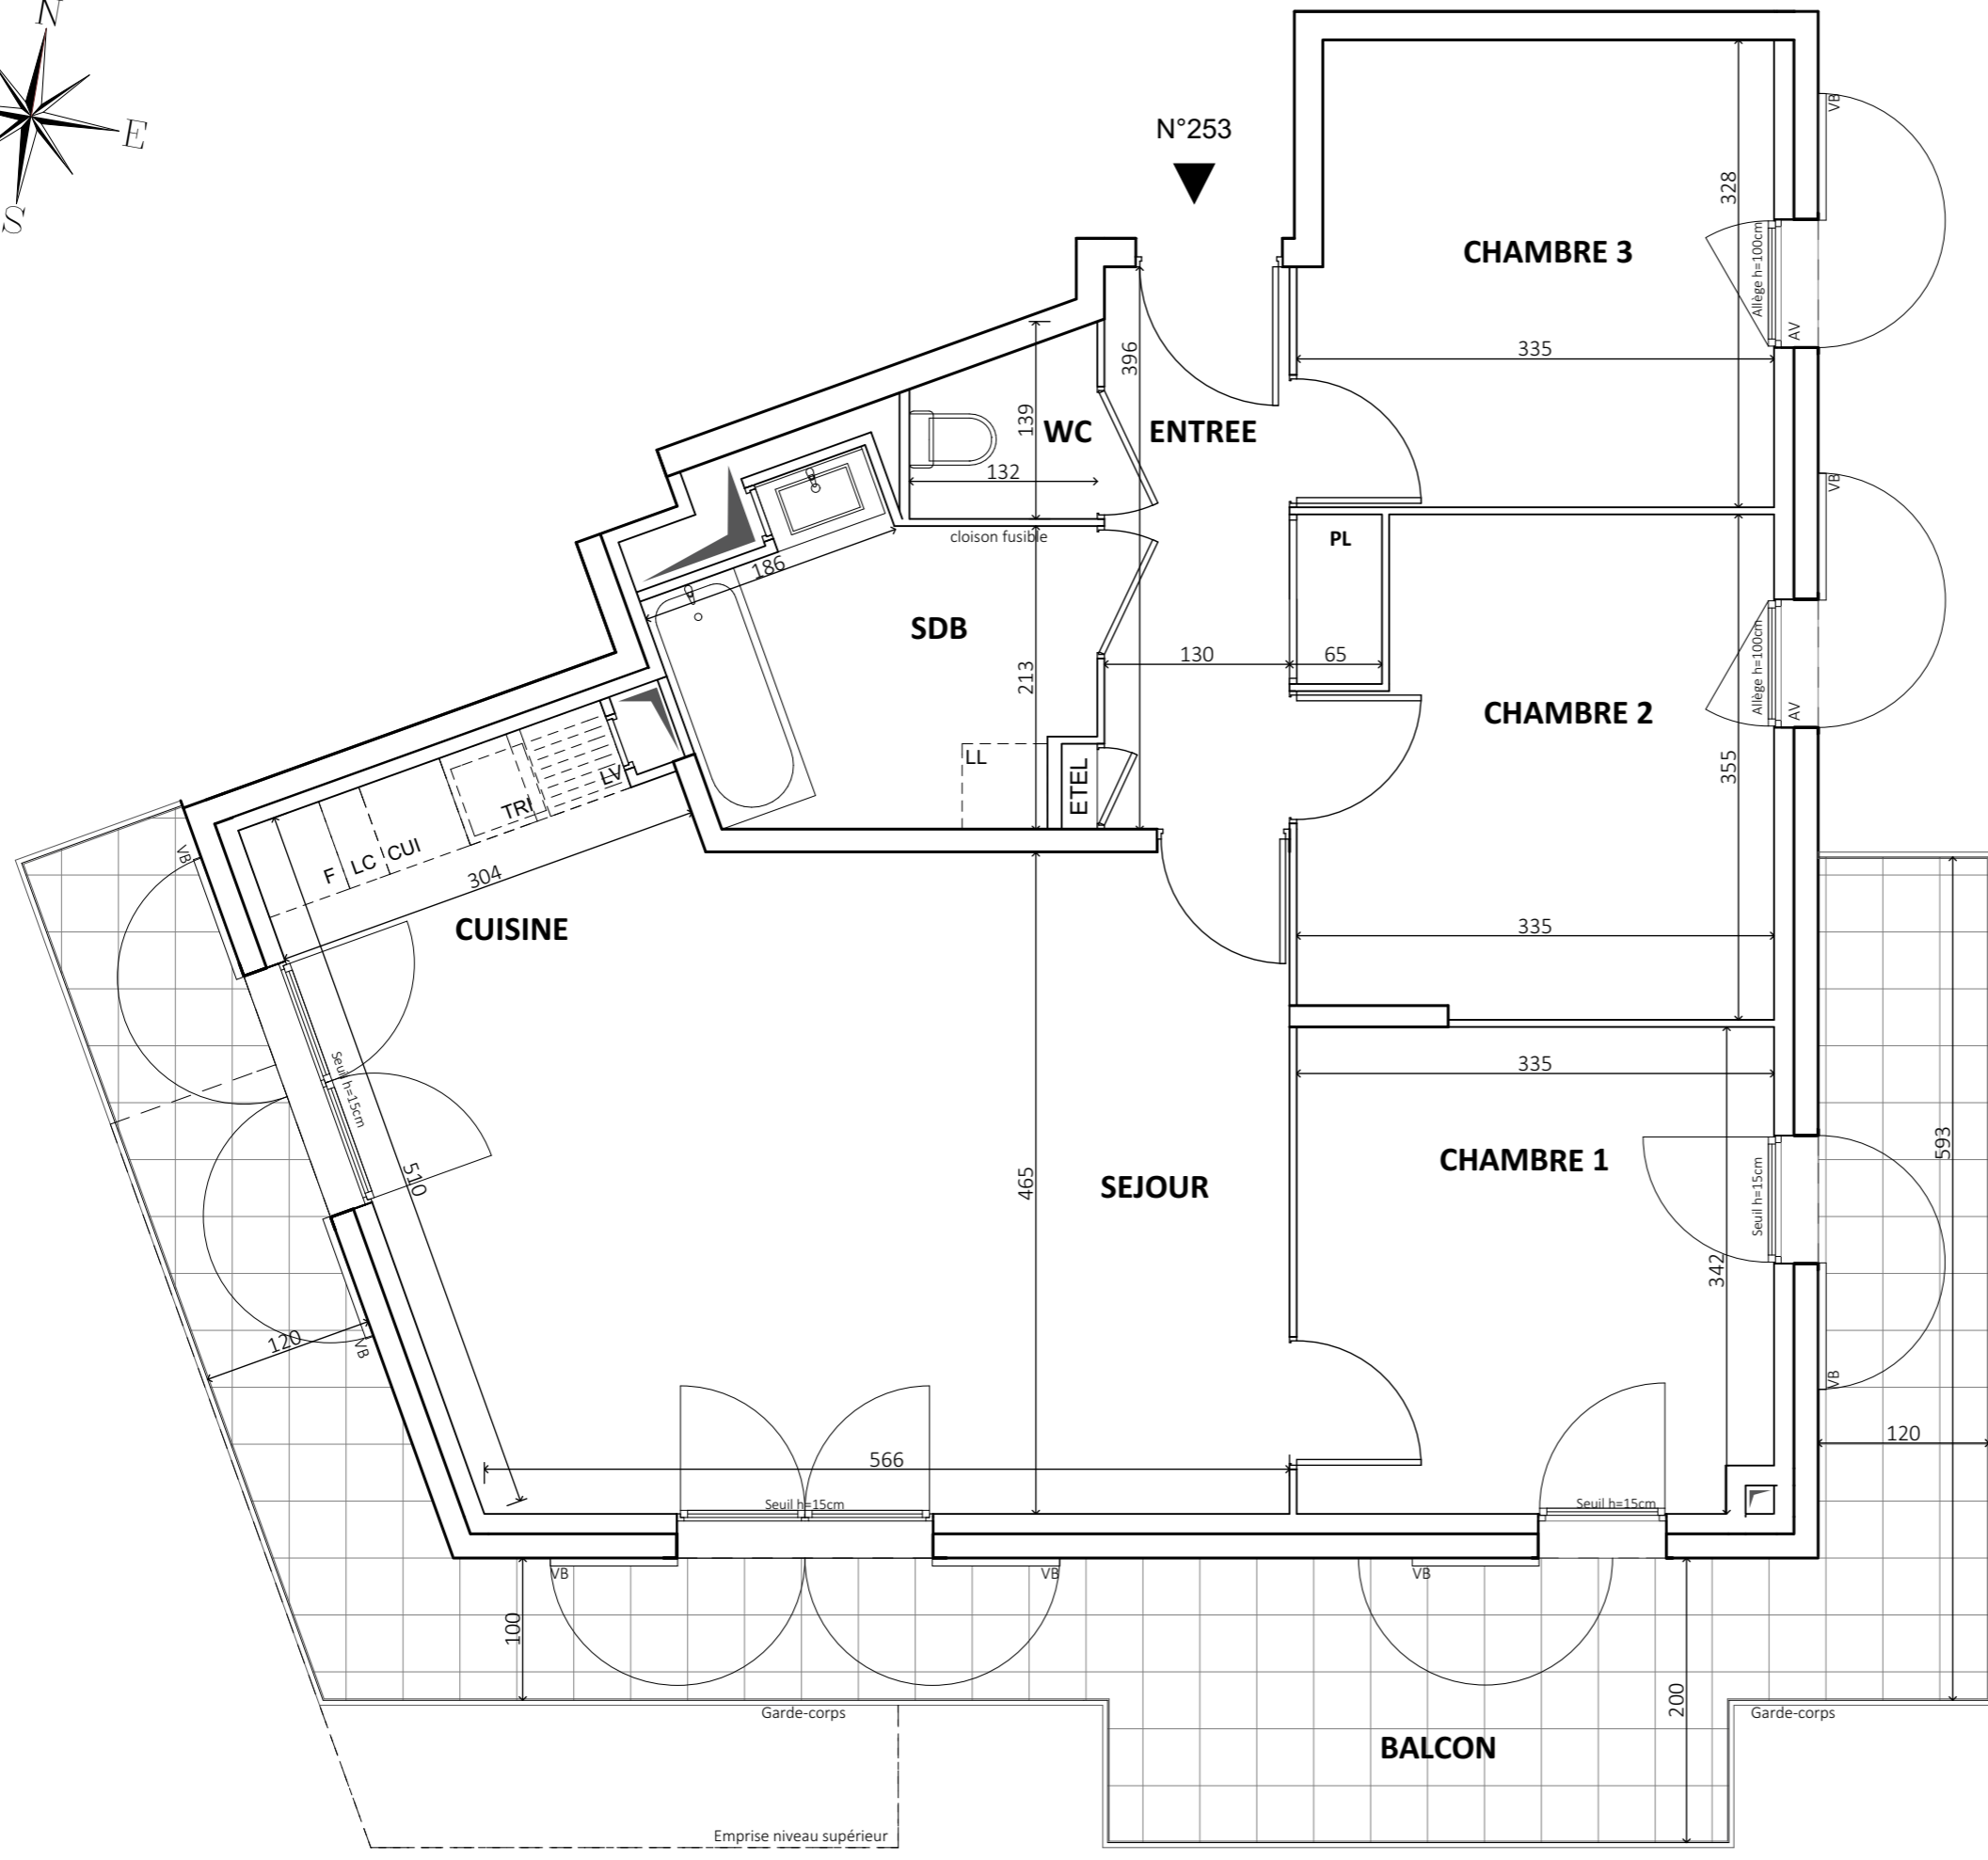 N
E
S
N°253
VB
328
CHAMBRE 3
Allège h=100cm
AV
335
396
139
WC
ENTREE
132
VB
cloison fusible
PL
186
SDB
130
65
213
Allège h=100cm
AV
CHAMBRE 2
355
LL
ETEL
LV
TRI
CUI
LC
F
304
VB
CUISINE
335
335
Seuil h=15cm
593
510
465
SEJOUR
CHAMBRE 1
Seuil h=15cm
342
120
VB
VB
120
566
Seuil h=15cm
Seuil h=15cm
VB
VB
VB
100
200
Garde-corps
Garde-corps
BALCON
Emprise niveau supérieur